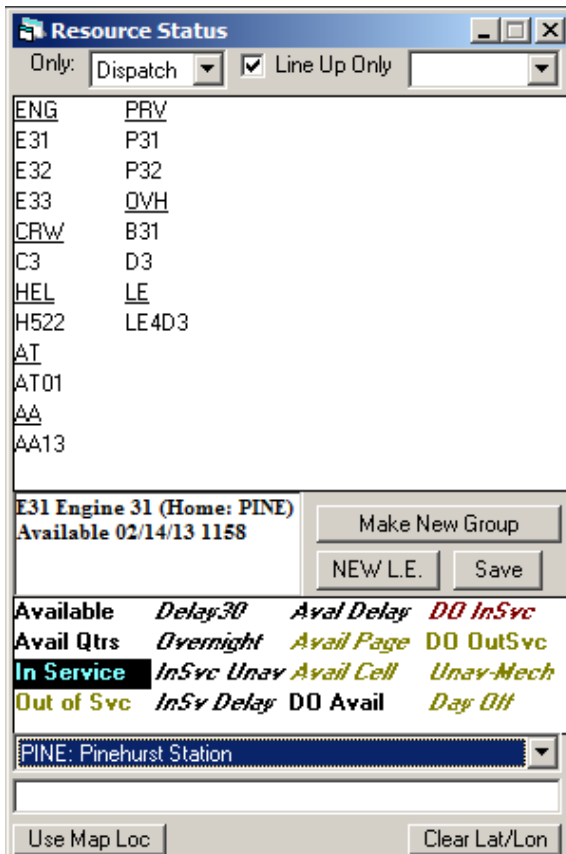 Resource Status
Only: Dispatch Line Up Only
ENG PRV
E31 P31
E32 P32
E33 OVH
CRW B31
C3 D3
HEL LE
H522 LE4D3
AT
AT01
AA
AA13
E31 Engine 31 (Home: PINE)
Available 02/14/13 1158
Make New Group
NEW L.E. Save
Available Delay30 Aval Delay DO InSvc
Avail Qtrs Overnight Avail Page DO OutSvc
In Service InSvc Unav Avail Cell Unav-Mech
Out of Svc InSv Delay DO Avail Day Off
PINE: Pinehurst Station
Use Map Loc Clear Lat/Lon